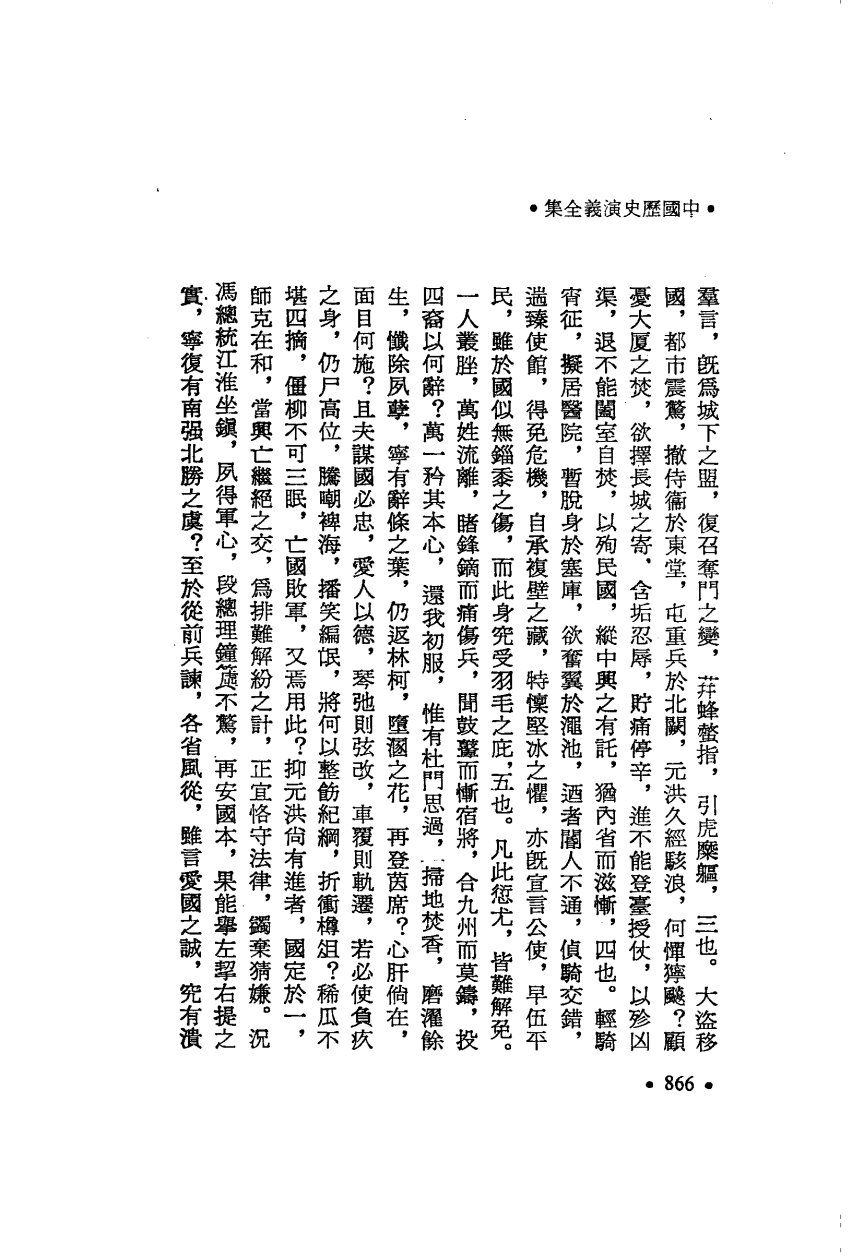 •中國歷史演義全集•
羣言，既爲城下之盟，復召奪門之變，荓蜂螫指，引虎糜軀，三也。大盜移
國，都市震驚，撤侍衞於東堂，屯重兵於北闕，元洪久經駭浪，何憚獰飈？顧
憂大厦之焚，欲擇長城之寄，含垢忍辱，貯痛停辛，進不能登臺授仗，以殄凶
渠，退不能闔室自焚，以殉民國，縱中興之有託，猶內省而滋慚，四也。輕騎
宵征，擬居醫院，暫脫身於塞庫，欲奮翼於澠池，迺者閽人不通，偵騎交錯，
遄臻使館，得免危機，自承複壁之藏，特懍堅冰之懼，亦既宣言公使，早伍平
民，雖於國似無錙黍之傷，而此身究受羽毛之庇，五也。凡此愆尤，皆難解免。
一人叢脞，萬姓流離，睹鋒鏑而痛傷兵，聞鼓鼙而慚宿將，合九州而莫鑄，投
四裔以何辭？萬一矜其本心，還我初服，惟有杜門思過，掃地焚香，磨濯餘
生，懺除夙孽，寧有辭條之葉，仍返林柯，墮溷之花，再登茵席？心肝倘在，
面目何施？且夫謀國必忠，愛人以德，琴弛則弦改，車覆則軌遷，若必使負疚
之身，仍尸高位，騰嘲裨海，播笑編氓，將何以整飭紀綱，折衝樽俎？稀瓜不
堪四摘，僵柳不可三眠，亡國敗軍，又焉用此？抑元洪尙有進者，國定於一，
師克在和，當興亡繼絕之交，爲排難解紛之計，正宜恪守法律，蠲棄猜嫌。況
馮總統江淮坐鎭，夙得軍心，段總理鐘簴不驚，再安國本，果能舉左挈右提之
實，寧復有南强北勝之虞？至於從前兵諫，各省風從，雖言愛國之誠，究有潰
•866•